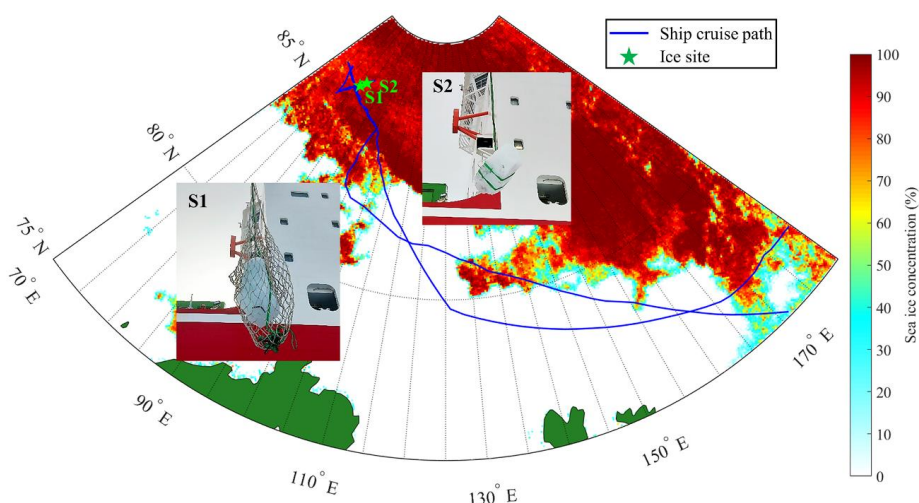 Ship cruise path
Ice site
85° N
80° N
75° N
70° N
90° E
110° E
130° E
150° E
170° E
S2
S1
S1
S2
100
90
80
70
60
50
40
30
20
10
0
Sea ice concentration (%)